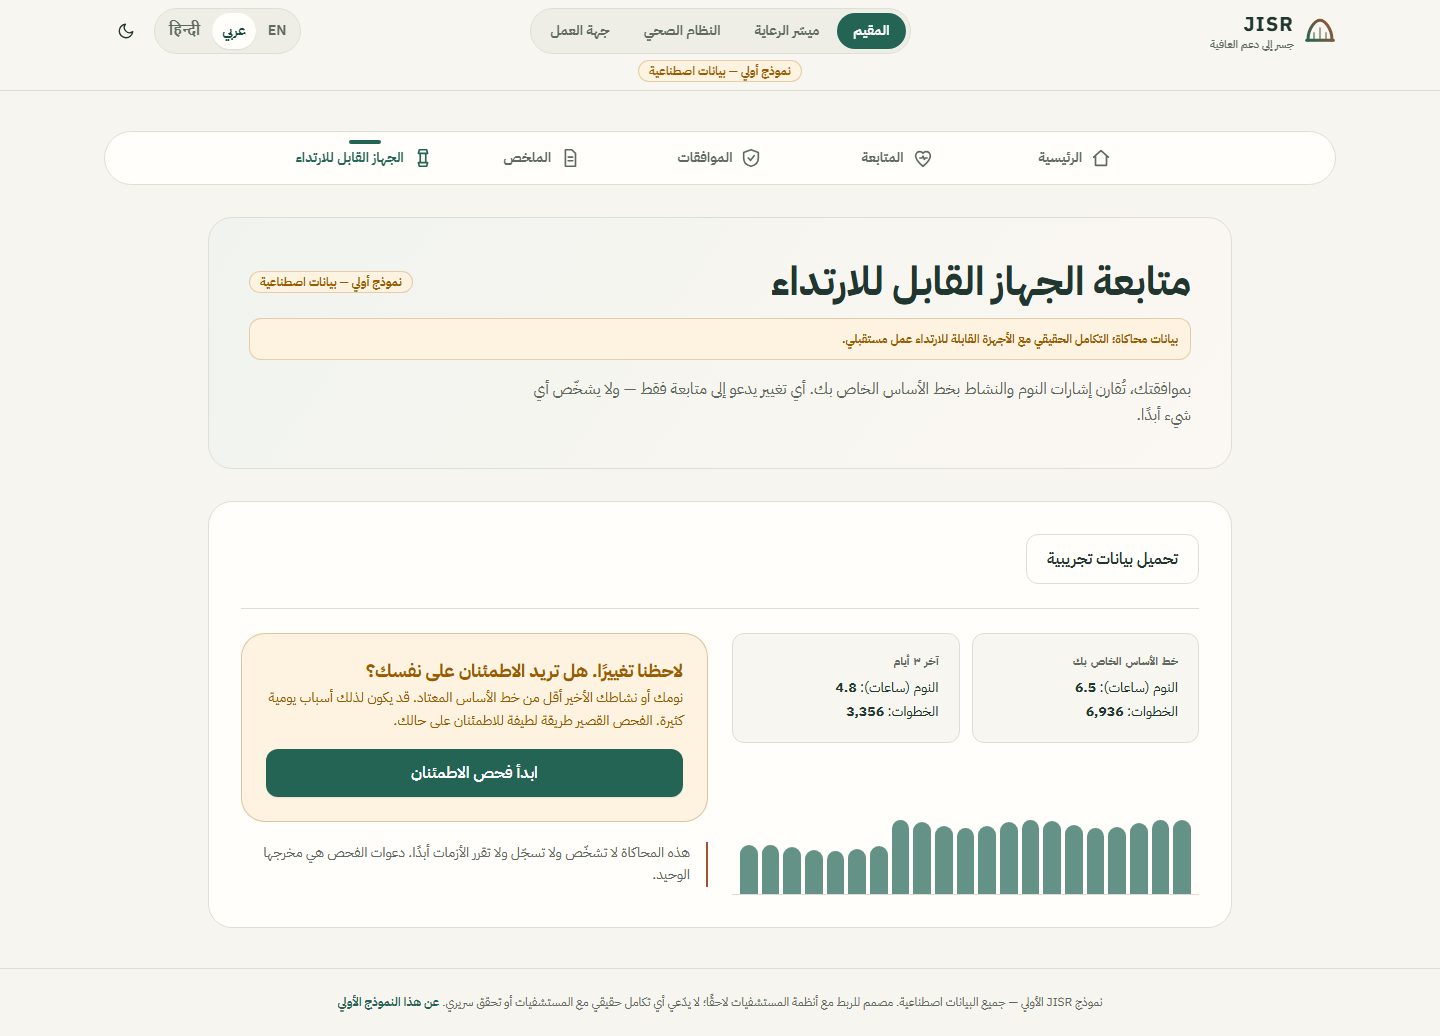 JISR
جسر إلى دعم العافية
المقيم
ميسّر الرعاية
النظام الصحي
جهة العمل
EN
عربي
हिन्दी
نموذج أولي — بيانات اصطناعية
الرئيسية
المتابعة
الموافقات
الملخص
الجهاز القابل للارتداء
متابعة الجهاز القابل للارتداء
نموذج أولي — بيانات اصطناعية
بيانات محاكاة؛ التكامل الحقيقي مع الأجهزة القابلة للارتداء عمل مستقبلي.
بموافقتك، تُقارن إشارات النوم والنشاط بخط الأساس الخاص بك. أي تغيير يدعو إلى متابعة فقط — ولا يشخّص أي
شيء أبدًا.
تحميل بيانات تجريبية
خط الأساس الخاص بك
النوم (ساعات): 6.5
الخطوات: 6,936
آخر ٣ أيام
النوم (ساعات): 4.8
الخطوات: 3,356
لاحظنا تغييرًا. هل تريد الاطمئنان على نفسك؟
نومك أو نشاطك الأخير أقل من خط الأساس المعتاد. قد يكون لذلك أسباب يومية
كثيرة. الفحص القصير طريقة لطيفة للاطمئنان على حالك.
ابدأ فحص الاطمئنان
هذه المحاكاة لا تشخّص ولا تسجّل ولا تقرر الأزمات أبدًا. دعوات الفحص هي مخرجها
الوحيد.
نموذج JISR الأولي — جميع البيانات اصطناعية. مصمم للربط مع أنظمة المستشفيات لاحقًا؛ لا يدّعي أي تكامل حقيقي مع المستشفيات أو تحقق سريري. عن هذا النموذج الأولي